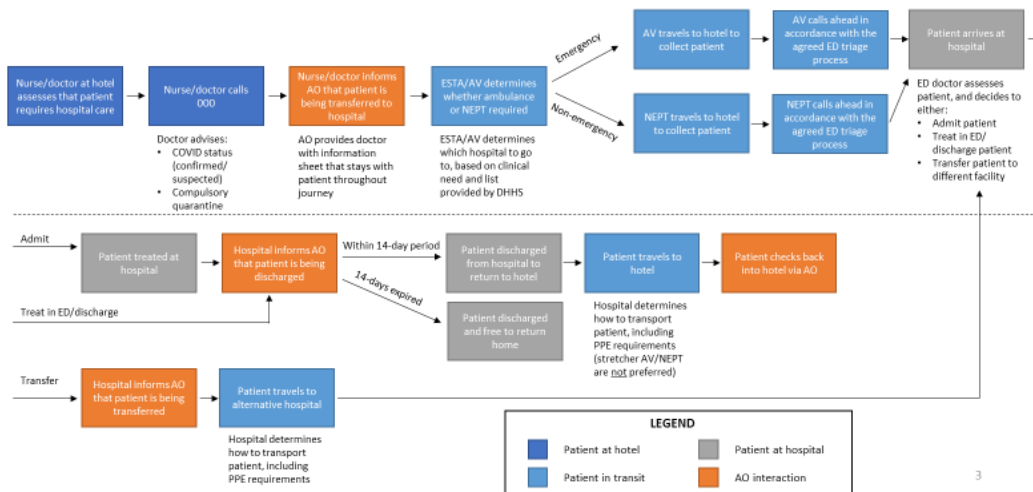 Nurse/doctor at hotel
assesses that patient
requires hospital care
Nurse/doctor calls
000
Doctor advises:
• COVID status
(confirmed/
suspected)
• Compulsory
quarantine
Nurse/doctor informs
AO that patient is
being transferred to
hospital
AO provides doctor
with information
sheet that stays with
patient throughout
journey
ESTA/AV determines
whether ambulance
or NEPT required
ESTA/AV determines
which hospital to go
to, based on clinical
need and list
provided by DHHS
Emergency
Non-emergency
AV travels to hotel to
collect patient
AV calls ahead in
accordance with the
agreed ED triage
process
NEPT travels to hotel
to collect patient
NEPT calls ahead in
accordance with the
agreed ED triage
process
Patient arrives at
hospital
ED doctor assesses
patient, and decides to
either:
• Admit patient
• Treat in ED/
discharge patient
• Transfer patient to
different facility
Admit
Patient treated at
hospital
Hospital informs AO
that patient is being
discharged
Within 14-day period
14-days expired
Patient discharged
from hospital to
return to hotel
Patient travels to
hotel
Hospital determines
how to transport
patient, including
PPE requirements
(stretcher AV/NEPT
are not preferred)
Patient checks back
into hotel via AO
Patient discharged
and free to return
home
Treat in ED/discharge
Transfer
Hospital informs AO
that patient is being
transferred
Patient travels to
alternative hospital
Hospital determines
how to transport
patient, including
PPE requirements
LEGEND
Patient at hotel
Patient at hospital
Patient in transit
AO interaction
3